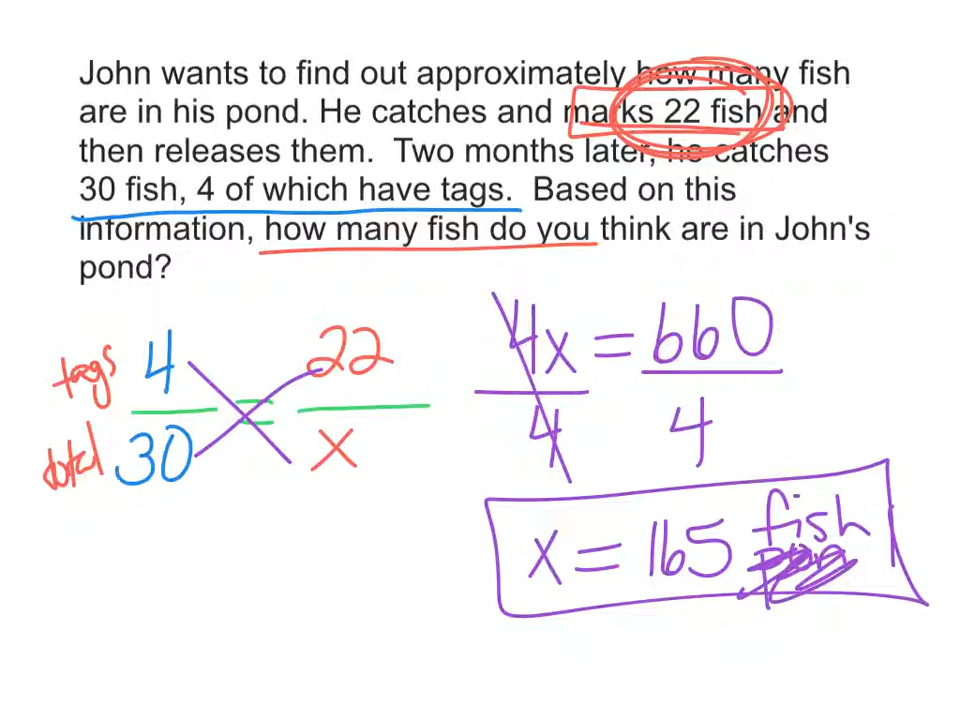 John wants to find out approximately how many fish
are in his pond. He catches and marks 22 fish and
then releases them. Two months later, he catches
30 fish, 4 of which have tags. Based on this
information, how many fish do you think are in John's
pond?
tags 4 = 22
total 30 x
4x = 660
4 4
x = 165 fish